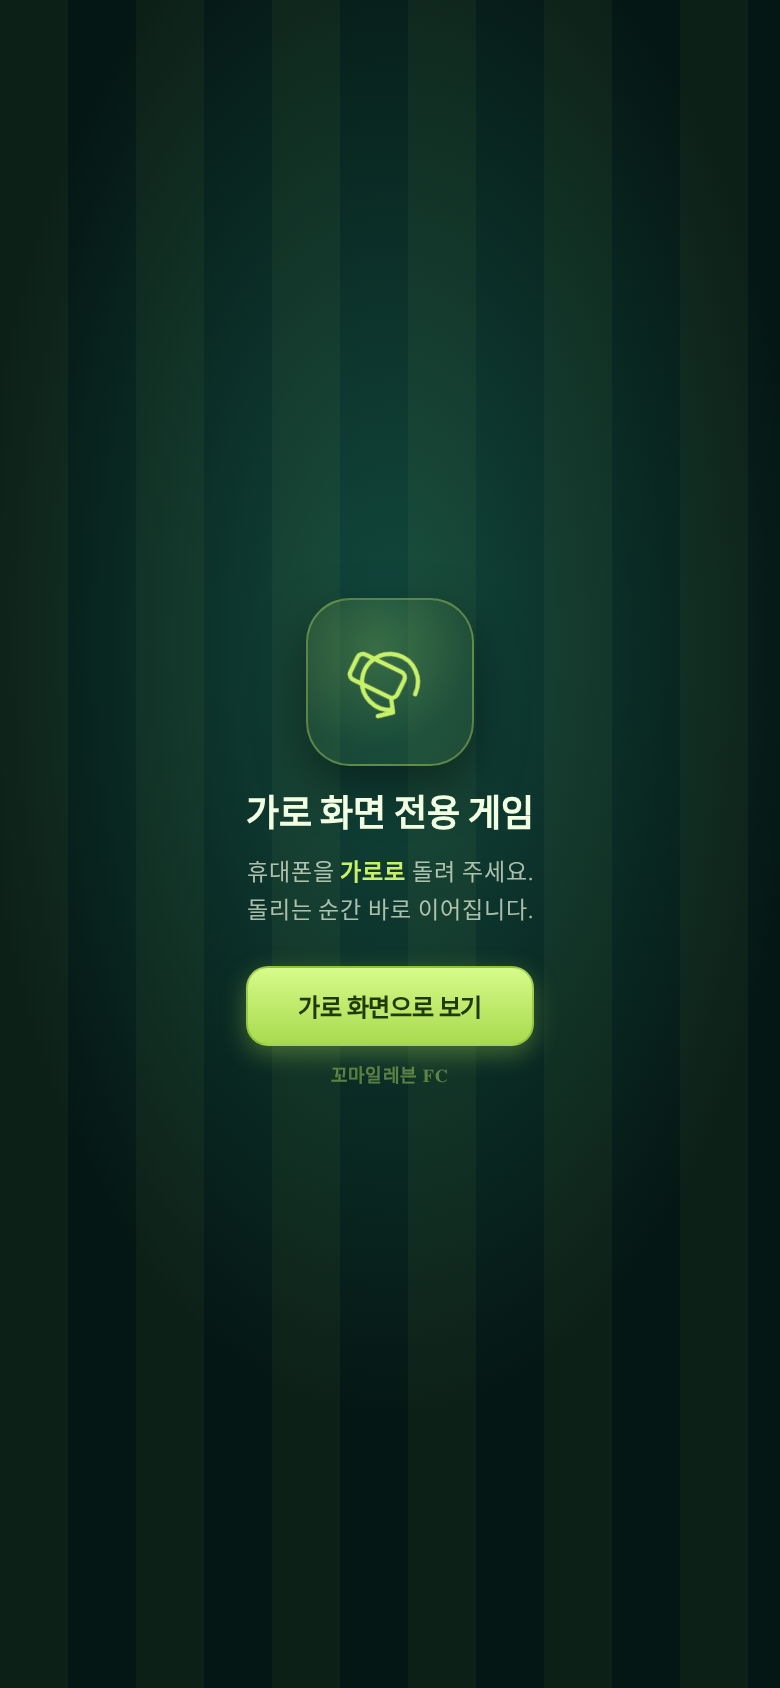 가로 화면 전용 게임
휴대폰을 가로로 돌려 주세요.
돌리는 순간 바로 이어집니다.
가로 화면으로 보기
꼬마일레븐 FC